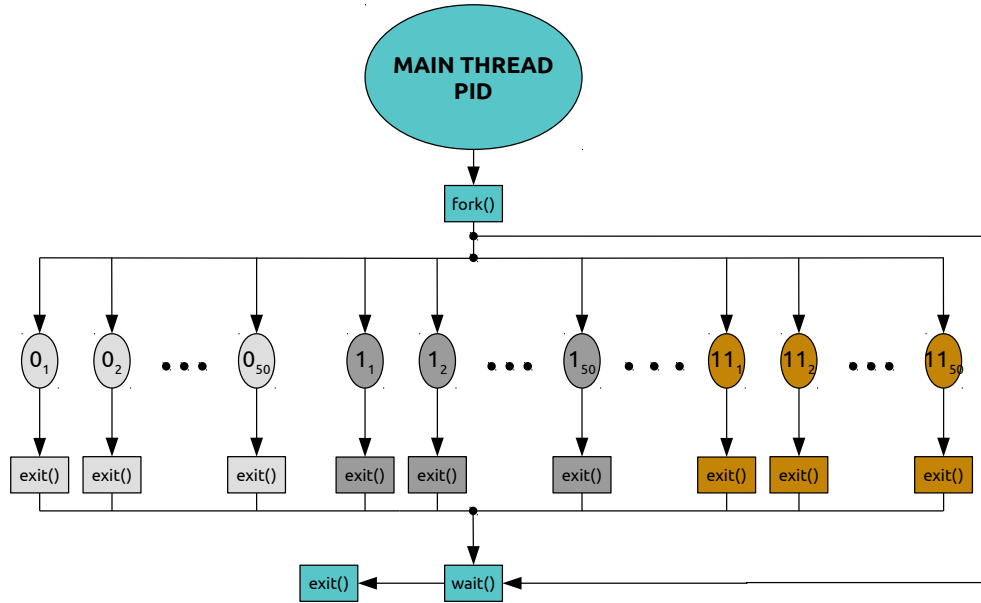 MAIN THREAD
PID
fork()
0₁ 0₂ 0₅₀ 1₁ 1₂ 1₅₀ 11₁ 11₂ 11₅₀
exit() exit() exit() exit() exit() exit() exit() exit() exit()
exit() wait()